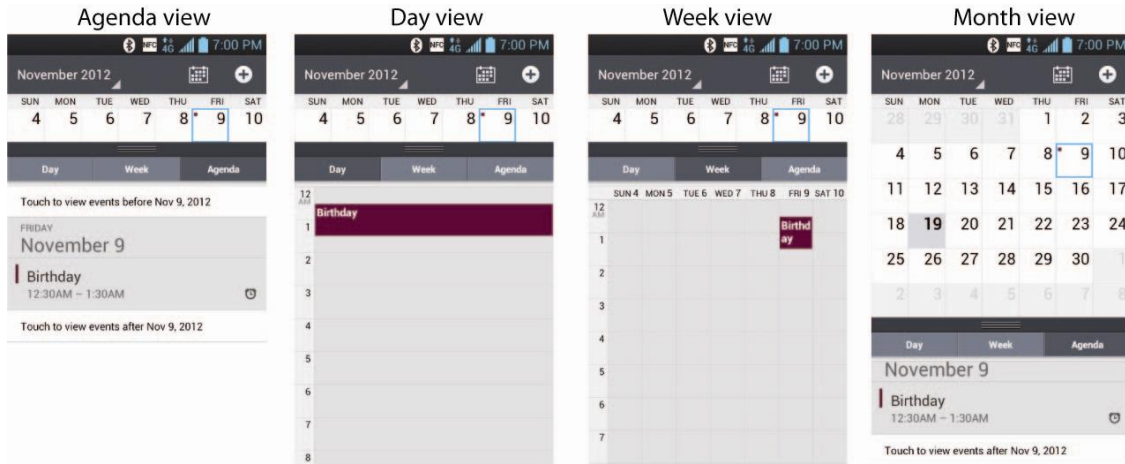 Agenda view
NFC 4G 7:00 PM
November 2012
SUN MON TUE WED THU FRI SAT
4 5 6 7 8 9 10
Day Week Agenda
Touch to view events before Nov 9, 2012
FRIDAY
November 9
Birthday
12:30AM – 1:30AM
Touch to view events after Nov 9, 2012
Day view
NFC 4G 7:00 PM
November 2012
SUN MON TUE WED THU FRI SAT
4 5 6 7 8 9 10
Day Week Agenda
12
AM
Birthday
1
2
3
4
5
6
7
8
Week view
NFC 4G 7:00 PM
November 2012
SUN MON TUE WED THU FRI SAT
4 5 6 7 8 9 10
Day Week Agenda
SUN 4 MON 5 TUE 6 WED 7 THU 8 FRI 9 SAT 10
12
AM
Birthd
1 ay
2
3
4
5
6
7
Month view
NFC 4G 7:00 PM
November 2012
SUN MON TUE WED THU FRI SAT
28 29 30 31 1 2 3
4 5 6 7 8 9 10
11 12 13 14 15 16 17
18 19 20 21 22 23 24
25 26 27 28 29 30 1
2 3 4 5 6 7 8
Day Week Agenda
November 9
Birthday
12:30AM – 1:30AM
Touch to view events after Nov 9, 2012